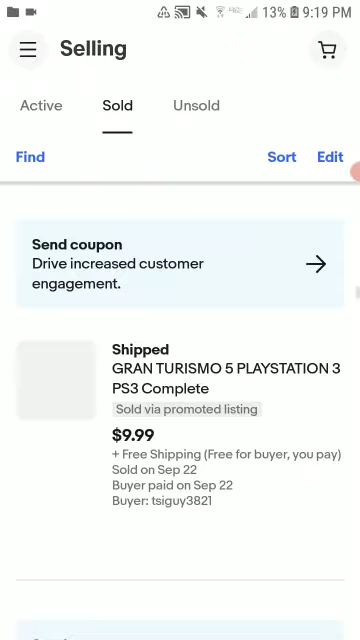 13% 9:19 PM
Selling
Active Sold Unsold
Find Sort Edit
Send coupon
Drive increased customer
engagement.
Shipped
GRAN TURISMO 5 PLAYSTATION 3
PS3 Complete
Sold via promoted listing
$9.99
+ Free Shipping (Free for buyer, you pay)
Sold on Sep 22
Buyer paid on Sep 22
Buyer: tsiguy3821